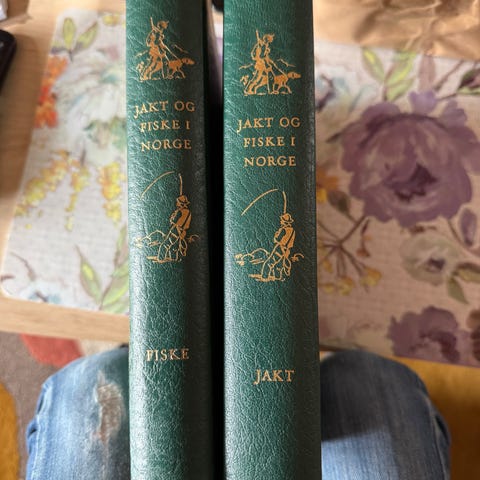 JAKT OG
FISKE I
NORGE
FISKE
JAKT OG
FISKE I
NORGE
JAKT